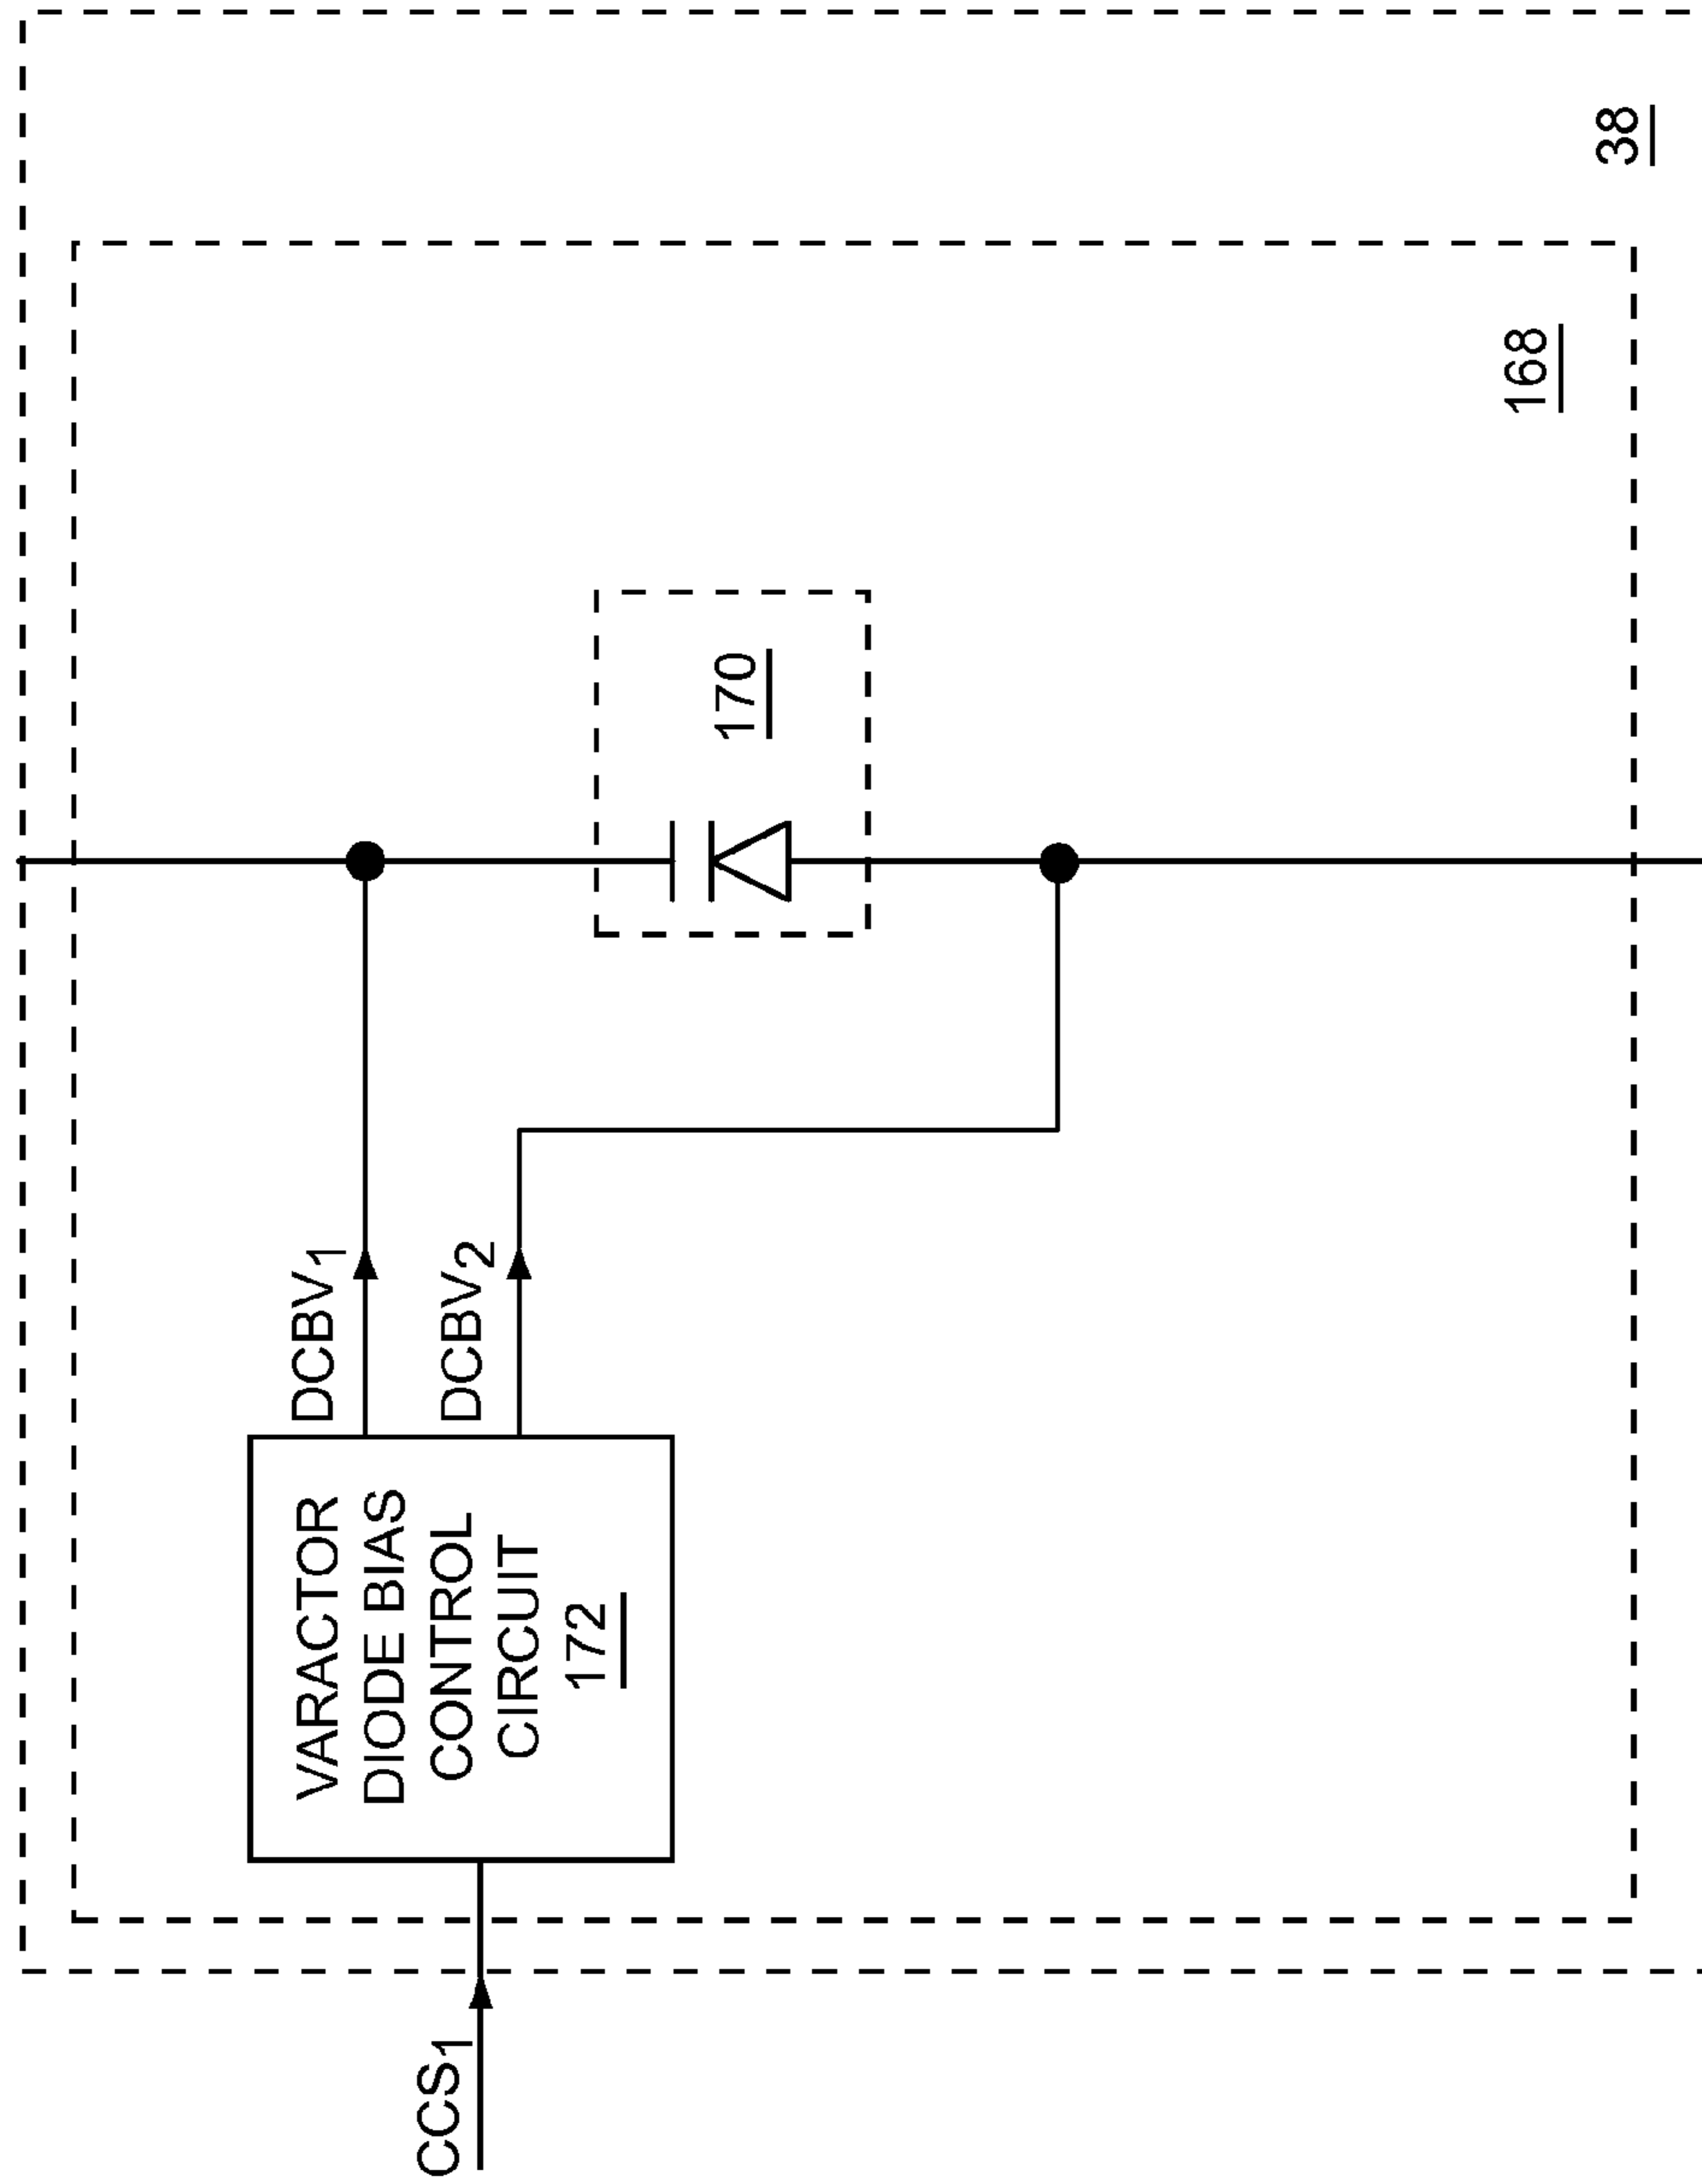 CCS1
VARACTOR
DIODE BIAS
CONTROL
CIRCUIT
172
DCBV1
DCBV2
170
168
38